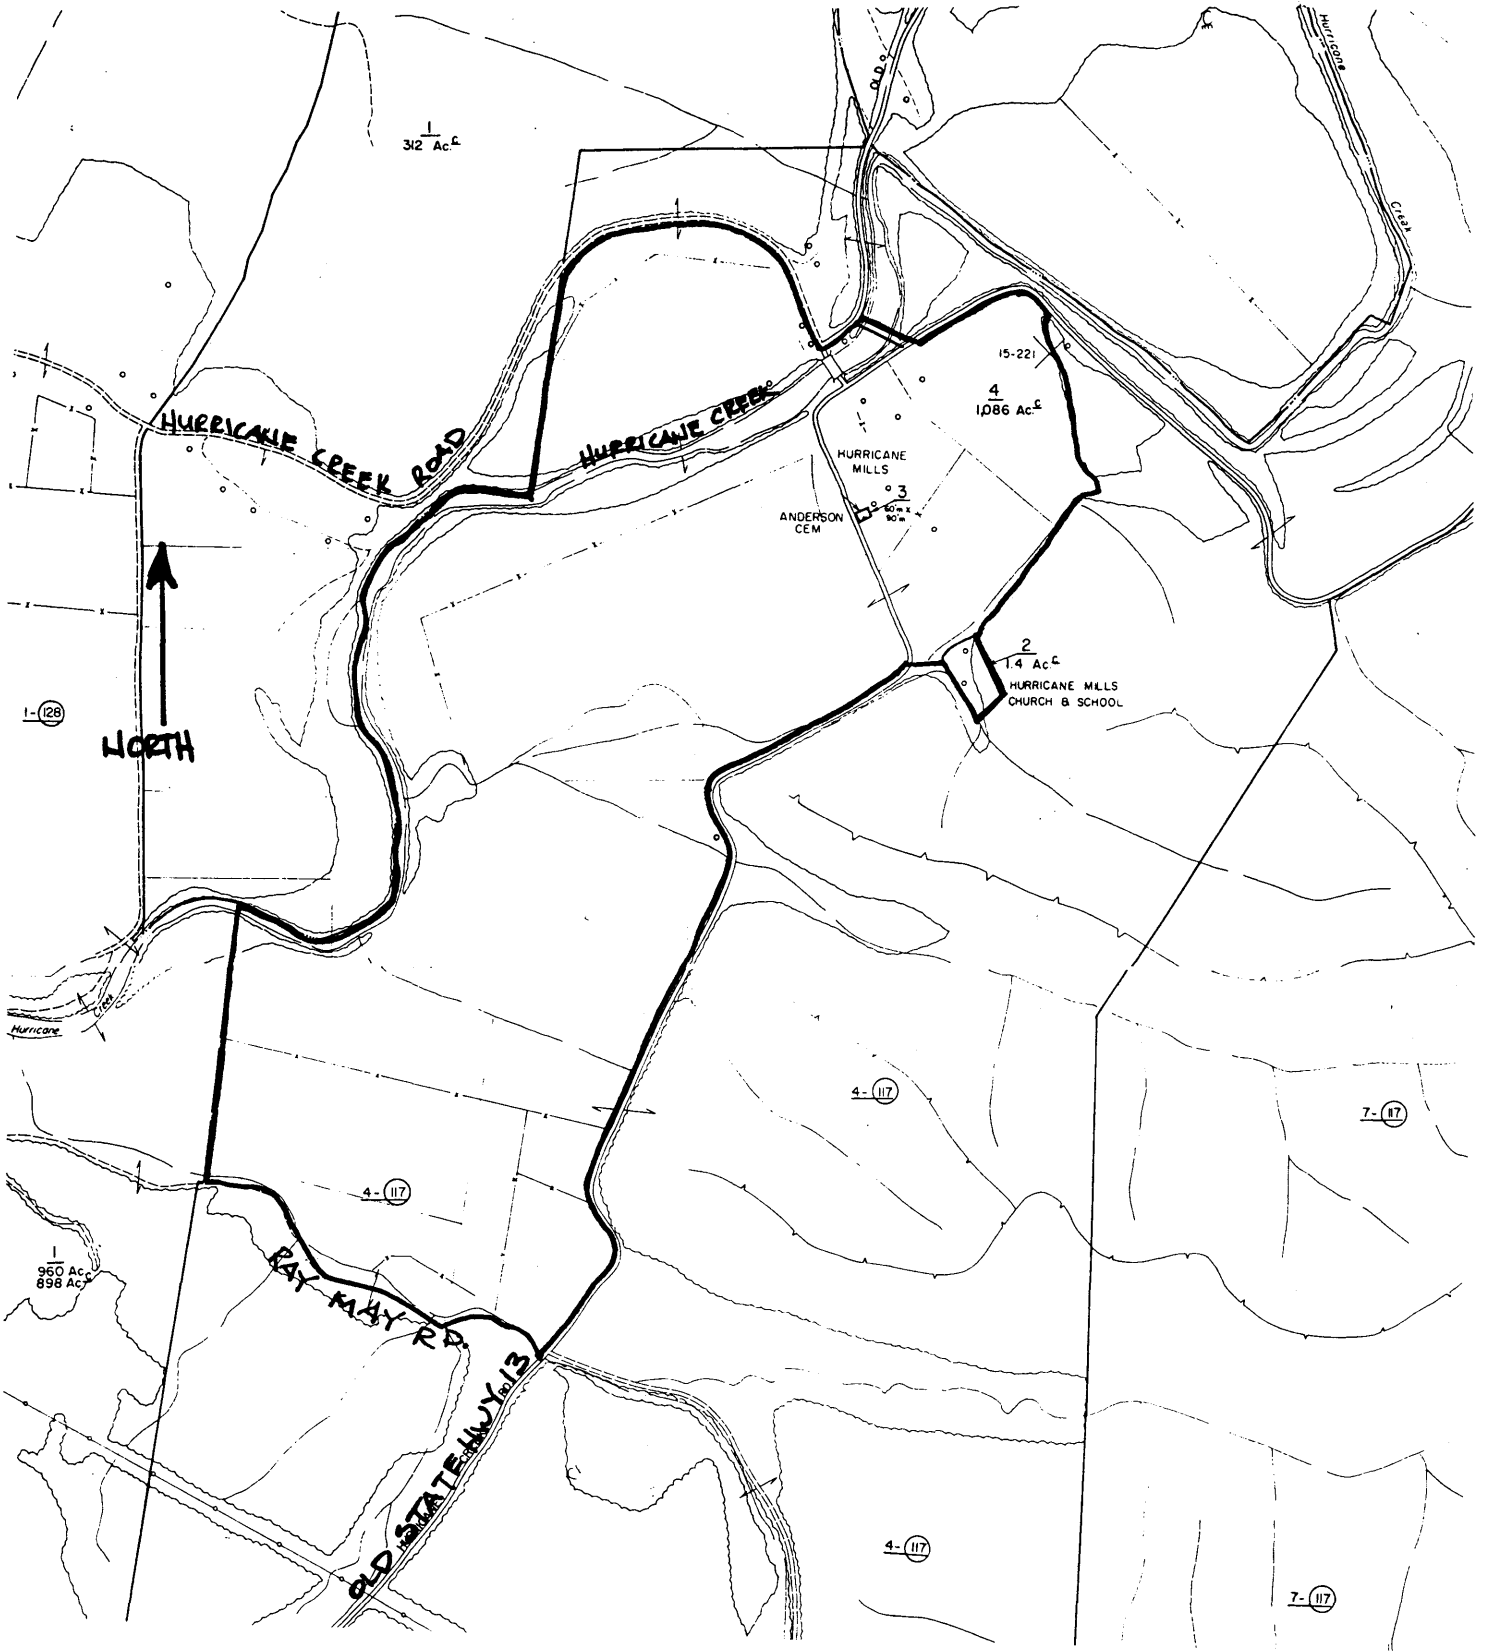 Hurricane
OLD
1
312 Ac.C
Creek
15-221
4
1,086 Ac.C
HURRICANE CREEK ROAD
HURRICANE CREEK
HURRICANE
MILLS
3
60'm x
90'm
ANDERSON
CEM
2
1.4 Ac.C
HURRICANE MILLS
CHURCH & SCHOOL
1-(128)
NORTH
Creek
Hurricane
4-(117)
7-(117)
4-(117)
1
960 Ac.C
898 Ac.C
RAY MAY RD.
OLD STATE HWY 13
RD.
4-(117)
7-(117)